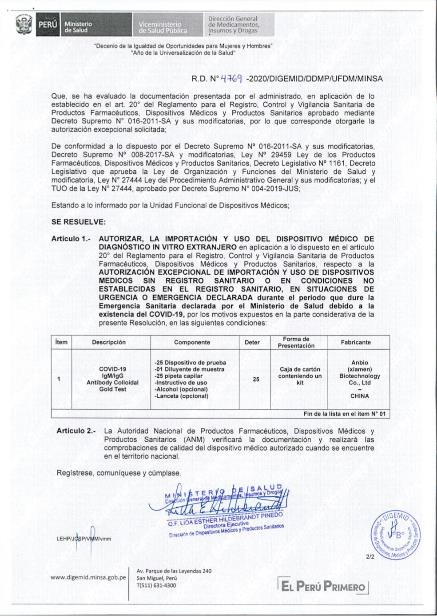 PERÚ
Ministerio
de Salud
Viceministerio
de Salud Pública
Dirección General
de Medicamentos,
Insumos y Drogas
"Decenio de la Igualdad de Oportunidades para Mujeres y Hombres"
"Año de la Universalización de la Salud"
R.D. N° 4769 -2020/DIGEMID/DDMP/UFDM/MINSA
Que, se ha evaluado la documentación presentada por el administrado, en aplicación de lo
establecido en el art. 20° del Reglamento para el Registro, Control y Vigilancia Sanitaria de
Productos Farmacéuticos, Dispositivos Médicos y Productos Sanitarios aprobado mediante
Decreto Supremo N° 016-2011-SA y sus modificatorias, por lo que corresponde otorgarle la
autorización excepcional solicitada;
De conformidad a lo dispuesto por el Decreto Supremo N° 016-2011-SA y sus modificatorias,
Decreto Supremo N° 008-2017-SA y modificatorias, Ley N° 29459 Ley de los Productos
Farmacéuticos, Dispositivos Médicos y Productos Sanitarios, Decreto Legislativo N° 1161, Decreto
Legislativo que aprueba la Ley de Organización y Funciones del Ministerio de Salud y
modificatoria, Ley N° 27444 Ley del Procedimiento Administrativo General y sus modificatorias; y el
TUO de la Ley N° 27444, aprobado por Decreto Supremo N° 004-2019-JUS;
Estando a lo informado por la Unidad Funcional de Dispositivos Médicos;
SE RESUELVE:
Artículo 1.- AUTORIZAR, LA IMPORTACIÓN Y USO DEL DISPOSITIVO MÉDICO DE
DIAGNÓSTICO IN VITRO EXTRANJERO en aplicación a lo dispuesto en el artículo
20° del Reglamento para el Registro, Control y Vigilancia Sanitaria de Productos
Farmacéuticos, Dispositivos Médicos y Productos Sanitarios, respecto a la
AUTORIZACIÓN EXCEPCIONAL DE IMPORTACIÓN Y USO DE DISPOSITIVOS
MEDICOS SIN REGISTRO SANITARIO O EN CONDICIONES NO
ESTABLECIDAS EN EL REGISTRO SANITARIO, EN SITUACIONES DE
URGENCIA O EMERGENCIA DECLARADA durante el periodo que dure la
Emergencia Sanitaria declarada por el Ministerio de Salud debido a la
existencia del COVID-19, por los motivos expuestos en la parte considerativa de la
presente Resolución, en las siguientes condiciones:
Ítem Descripción Componente Deter Forma de Presentación Fabricante
1
COVID-19
IgM/IgG
Antibody Colloidal
Gold Test
-25 Dispositivo de prueba
-01 Diluyente de muestra
-25 pipeta capilar
-Instructivo de uso
-Alcohol (opcional)
-Lanceta (opcional)
25
Caja de cartón
conteniendo un
kit
Anbio
(xiamen)
Biotechnology
Co., Ltd
–
CHINA
Fin de la lista en el ítem N° 01
Artículo 2.- La Autoridad Nacional de Productos Farmacéuticos, Dispositivos Médicos y
Productos Sanitarios (ANM) verificará la documentación y realizará las
comprobaciones de calidad del dispositivo médico autorizado cuando se encuentre
en el territorio nacional.
Regístrese, comuníquese y cúmplase.
MINISTERIO DE SALUD
Dirección General de Medicamentos, Insumos y Drogas
Q.F. LIDA ESTHER HILDEBRANDT PINEDO
Directora Ejecutiva
Dirección de Dispositivos Médicos y Productos Sanitarios
DIGEMID
2/2
www.digemid.minsa.gob.pe
Av. Parque de las Leyendas 240
San Miguel, Perú
T(511) 631-4300
EL PERÚ PRIMERO